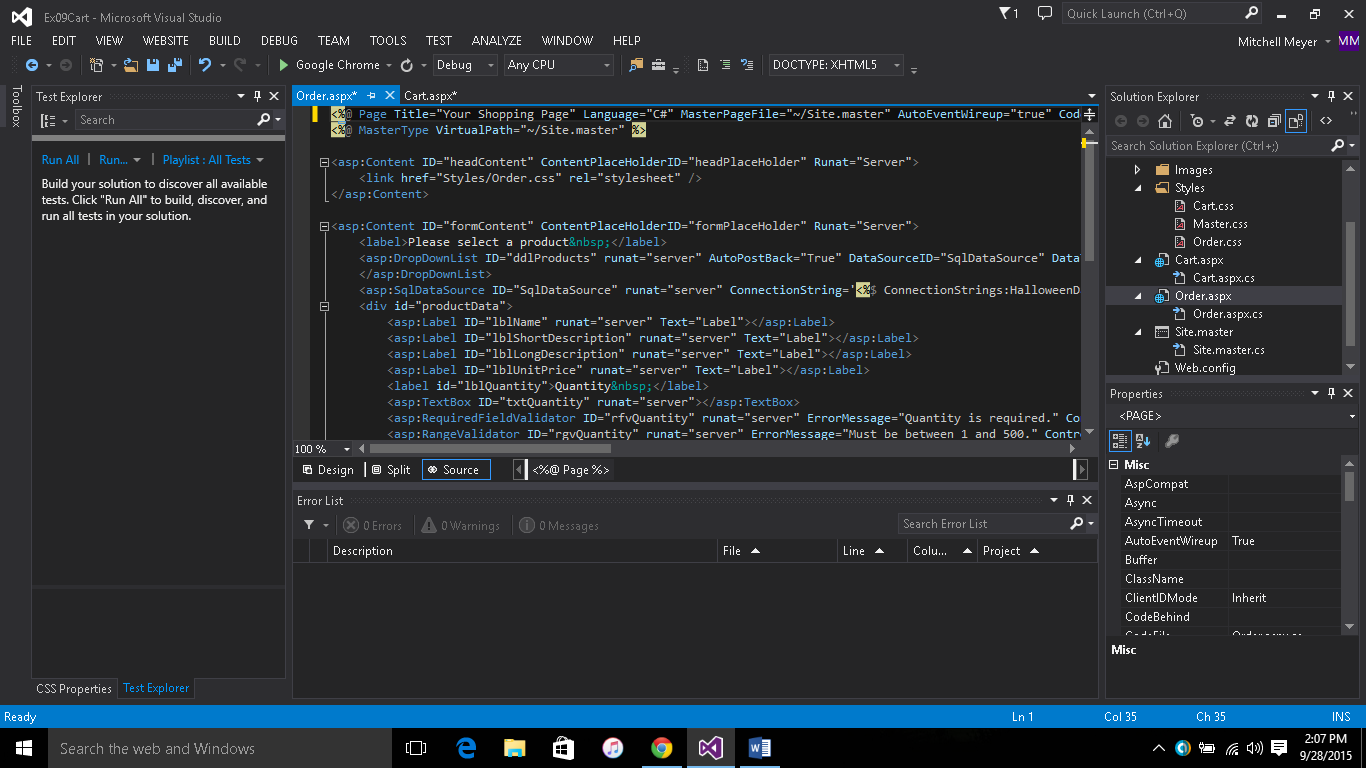 Ex09Cart - Microsoft Visual Studio
1
Quick Launch (Ctrl+Q)
FILE EDIT VIEW WEBSITE BUILD DEBUG TEAM TOOLS TEST ANALYZE WINDOW HELP
Mitchell Meyer MM
Google Chrome Debug Any CPU DOCTYPE: XHTML5
Toolbox
Test Explorer
Search
Run All | Run... | Playlist : All Tests
Build your solution to discover all available
tests. Click "Run All" to build, discover, and
run all tests in your solution.
CSS Properties Test Explorer
Order.aspx* Cart.aspx*
<%@ Page Title="Your Shopping Page" Language="C#" MasterPageFile="~/Site.master" AutoEventWireup="true" Cod
<%@ MasterType VirtualPath="~/Site.master" %>
<asp:Content ID="headContent" ContentPlaceHolderID="headPlaceHolder" Runat="Server">
<link href="Styles/Order.css" rel="stylesheet" />
</asp:Content>
<asp:Content ID="formContent" ContentPlaceHolderID="formPlaceHolder" Runat="Server">
<label>Please select a product&nbsp;</label>
<asp:DropDownList ID="ddlProducts" runat="server" AutoPostBack="True" DataSourceID="SqlDataSource" Data
</asp:DropDownList>
<asp:SqlDataSource ID="SqlDataSource" runat="server" ConnectionString='<%$ ConnectionStrings:HalloweenD
<div id="productData">
<asp:Label ID="lblName" runat="server" Text="Label"></asp:Label>
<asp:Label ID="lblShortDescription" runat="server" Text="Label"></asp:Label>
<asp:Label ID="lblLongDescription" runat="server" Text="Label"></asp:Label>
<asp:Label ID="lblUnitPrice" runat="server" Text="Label"></asp:Label>
<label id="lblQuantity">Quantity&nbsp;</label>
<asp:TextBox ID="txtQuantity" runat="server"></asp:TextBox>
<asp:RequiredFieldValidator ID="rfvQuantity" runat="server" ErrorMessage="Quantity is required." Co
<asp:RangeValidator ID="rgvQuantity" runat="server" ErrorMessage="Must be between 1 and 500." Contr
100 %
Design Split Source <%@ Page %>
Error List
0 Errors 0 Warnings 0 Messages
Search Error List
Description File Line Colu... Project
Solution Explorer
Search Solution Explorer (Ctrl+;)
Images
Styles
Cart.css
Master.css
Order.css
Cart.aspx
Cart.aspx.cs
Order.aspx
Order.aspx.cs
Site.master
Site.master.cs
Web.config
Properties
<PAGE>
Misc
AspCompat
Async
AsyncTimeout
AutoEventWireup True
Buffer
ClassName
ClientIDMode Inherit
CodeBehind
CodeFile Order.aspx.cs
Misc
Ready
Ln 1 Col 35 Ch 35 INS
Search the web and Windows
2:07 PM
9/28/2015